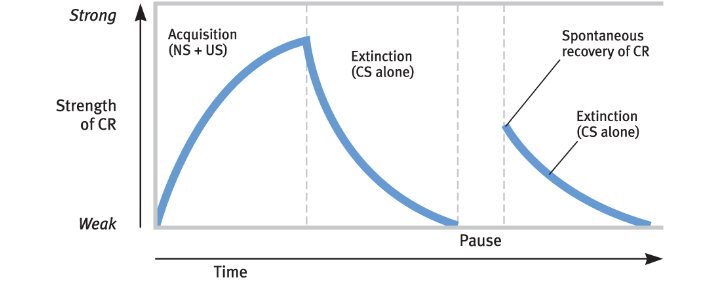 Strong
Acquisition
(NS + US)
Extinction
(CS alone)
Spontaneous
recovery of CR
Strength
of CR
Extinction
(CS alone)
Weak
Pause
Time